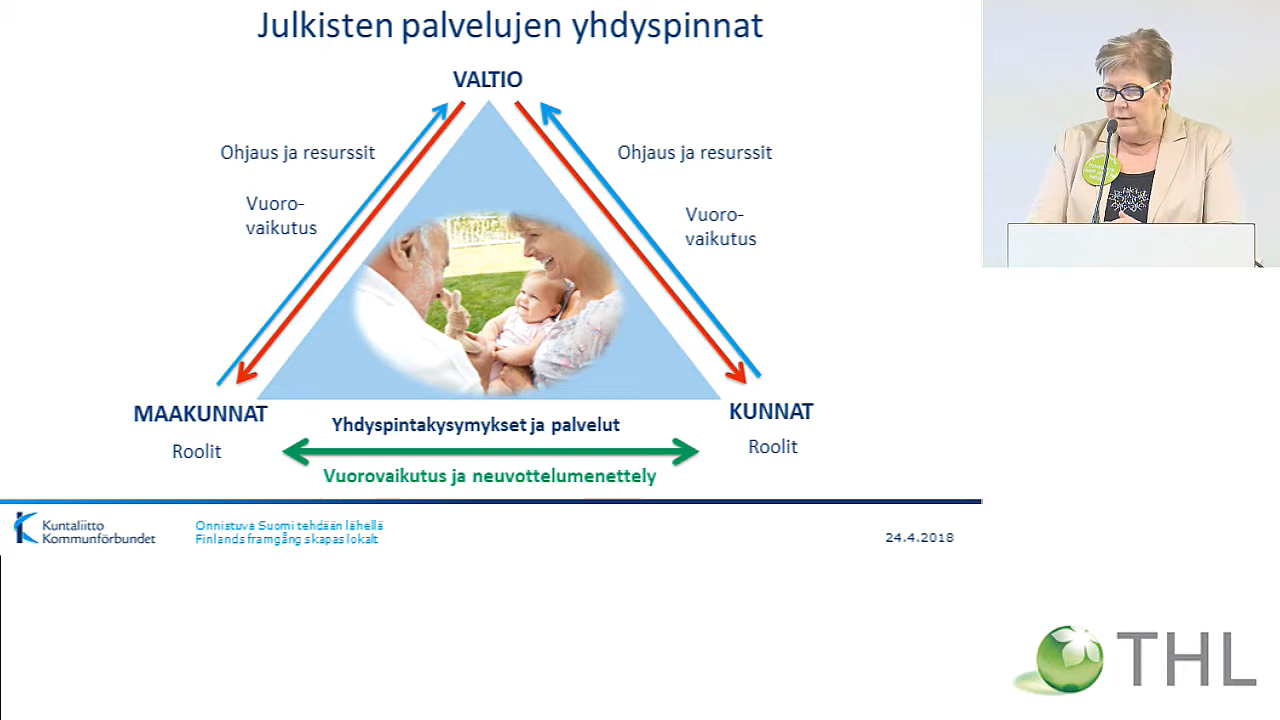 Julkisten palvelujen yhdyspinnat
VALTIO
Ohjaus ja resurssit
Ohjaus ja resurssit
Vuoro-
vaikutus
Vuoro-
vaikutus
MAAKUNNAT
Roolit
KUNNAT
Roolit
Yhdyspintakysymykset ja palvelut
Vuorovaikutus ja neuvottelumenettely
Kuntaliitto
Kommunförbundet
Onnistuva Suomi tehdään lähellä
Finlands framgång skapas lokalt
24.4.2018
THL